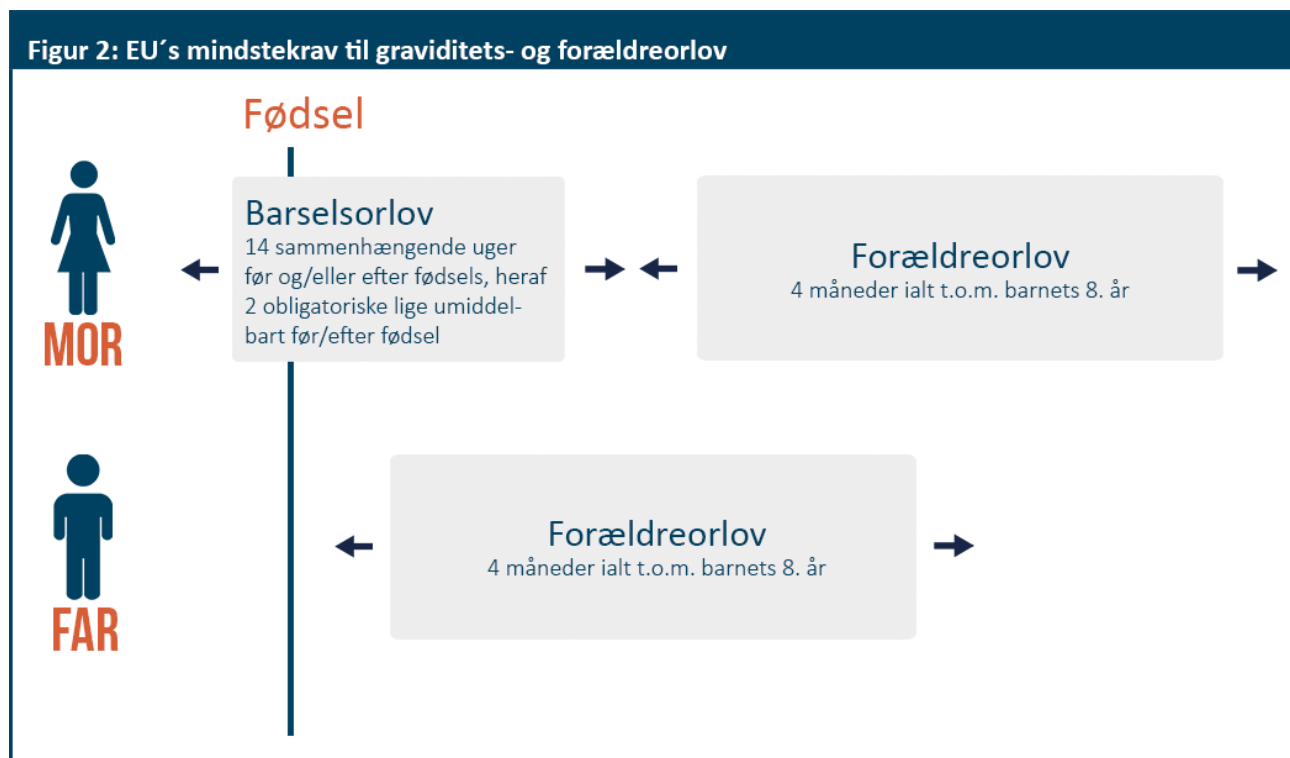 Figur 2: EU´s mindstekrav til graviditets- og forældreorlov
Fødsel
Barselsorlov
14 sammenhængende uger
før og/eller efter fødsels, heraf
2 obligatoriske lige umiddel-
bart før/efter fødsel
Forældreorlov
4 måneder ialt t.o.m. barnets 8. år
MOR
Forældreorlov
4 måneder ialt t.o.m. barnets 8. år
FAR